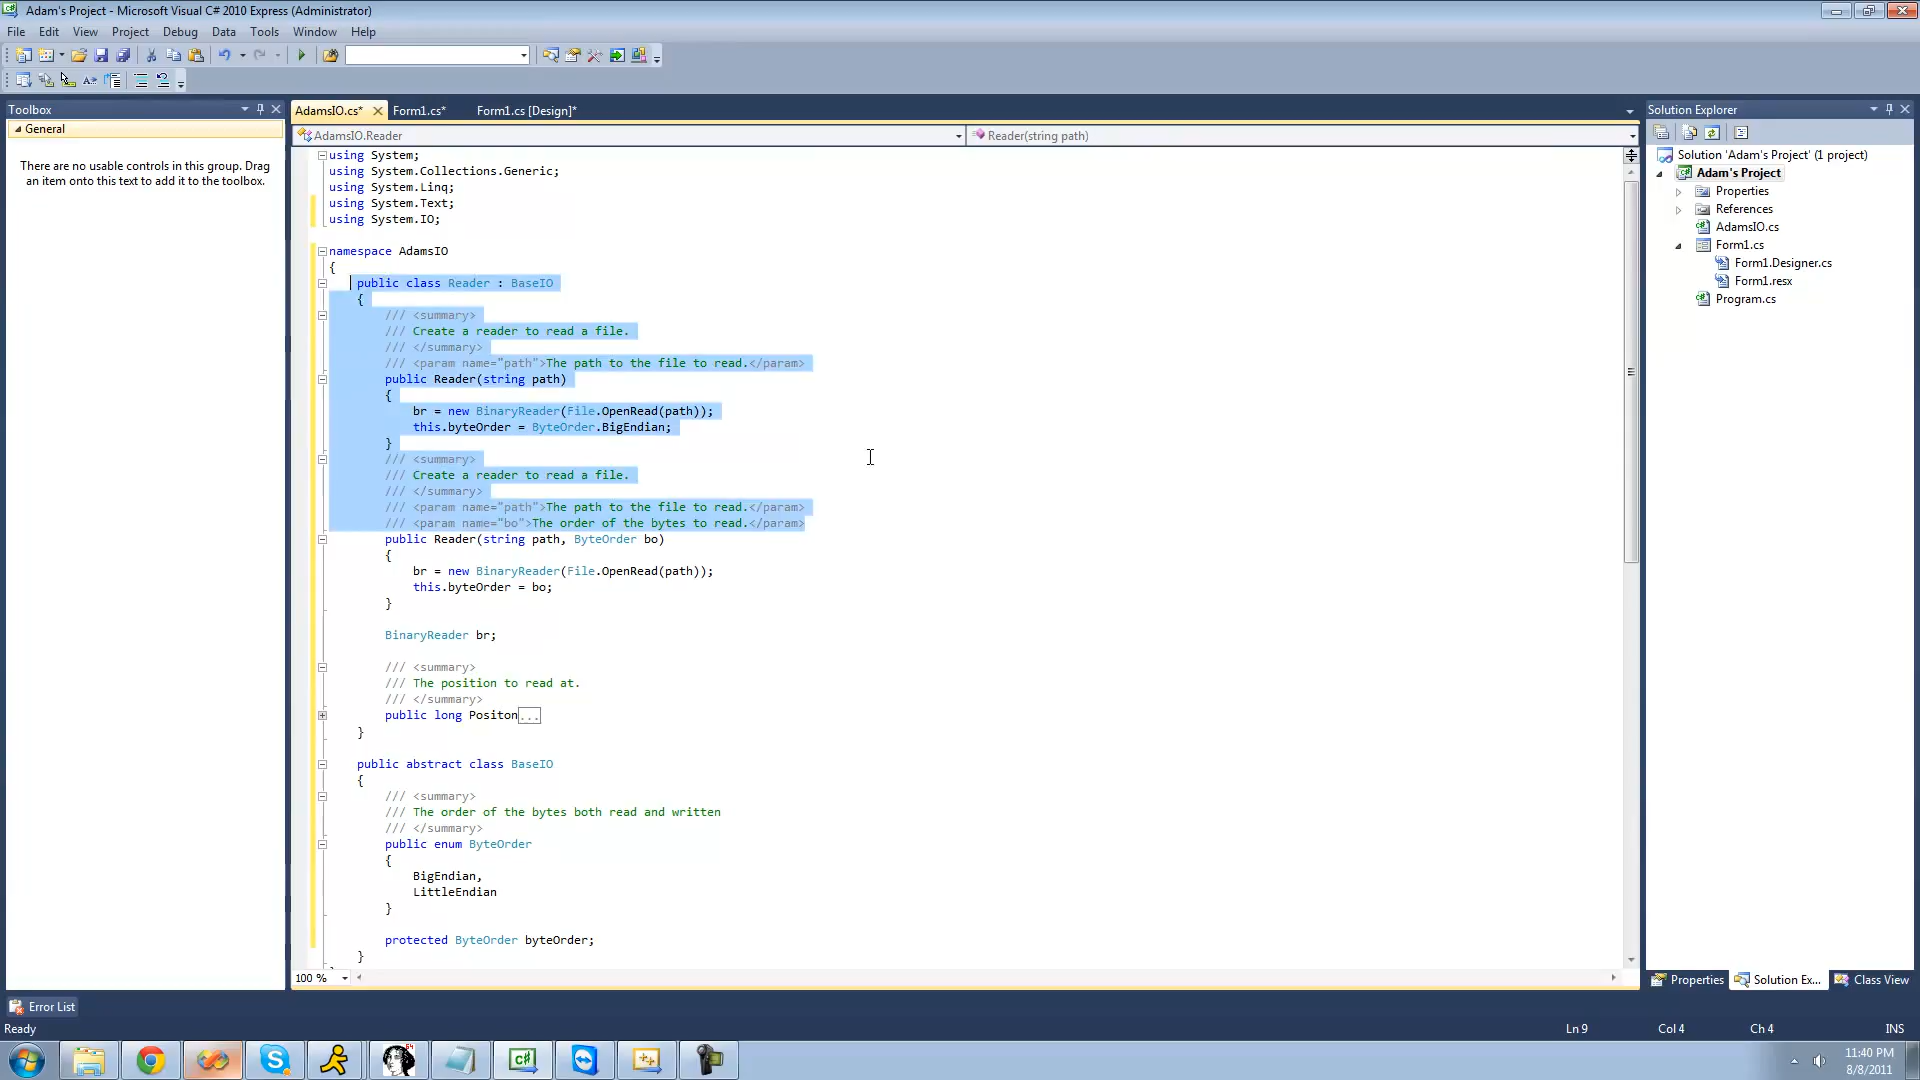 Adam's Project - Microsoft Visual C# 2010 Express (Administrator)
File Edit View Project Debug Data Tools Window Help
Toolbox
General
There are no usable controls in this group. Drag
an item onto this text to add it to the toolbox.
AdamsIO.cs* Form1.cs* Form1.cs [Design]*
AdamsIO.Reader Reader(string path)
using System;
using System.Collections.Generic;
using System.Linq;
using System.Text;
using System.IO;
namespace AdamsIO
{
public class Reader : BaseIO
{
/// <summary>
/// Create a reader to read a file.
/// </summary>
/// <param name="path">The path to the file to read.</param>
public Reader(string path)
{
br = new BinaryReader(File.OpenRead(path));
this.byteOrder = ByteOrder.BigEndian;
}
/// <summary>
/// Create a reader to read a file.
/// </summary>
/// <param name="path">The path to the file to read.</param>
/// <param name="bo">The order of the bytes to read.</param>
public Reader(string path, ByteOrder bo)
{
br = new BinaryReader(File.OpenRead(path));
this.byteOrder = bo;
}
BinaryReader br;
/// <summary>
/// The position to read at.
/// </summary>
public long Positon...
}
public abstract class BaseIO
{
/// <summary>
/// The order of the bytes both read and written
/// </summary>
public enum ByteOrder
{
BigEndian,
LittleEndian
}
protected ByteOrder byteOrder;
}
100 %
Solution Explorer
Solution 'Adam's Project' (1 project)
Adam's Project
Properties
References
AdamsIO.cs
Form1.cs
Form1.Designer.cs
Form1.resx
Program.cs
Properties Solution Ex... Class View
Error List
Ready Ln 9 Col 4 Ch 4 INS
11:40 PM
8/8/2011